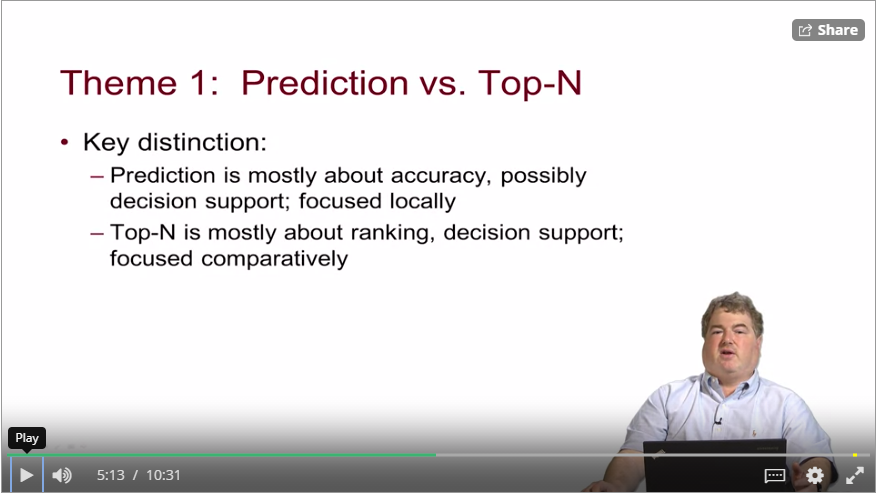 Share
Theme 1: Prediction vs. Top-N
• Key distinction:
– Prediction is mostly about accuracy, possibly
decision support; focused locally
– Top-N is mostly about ranking, decision support;
focused comparatively
Play
5:13 / 10:31